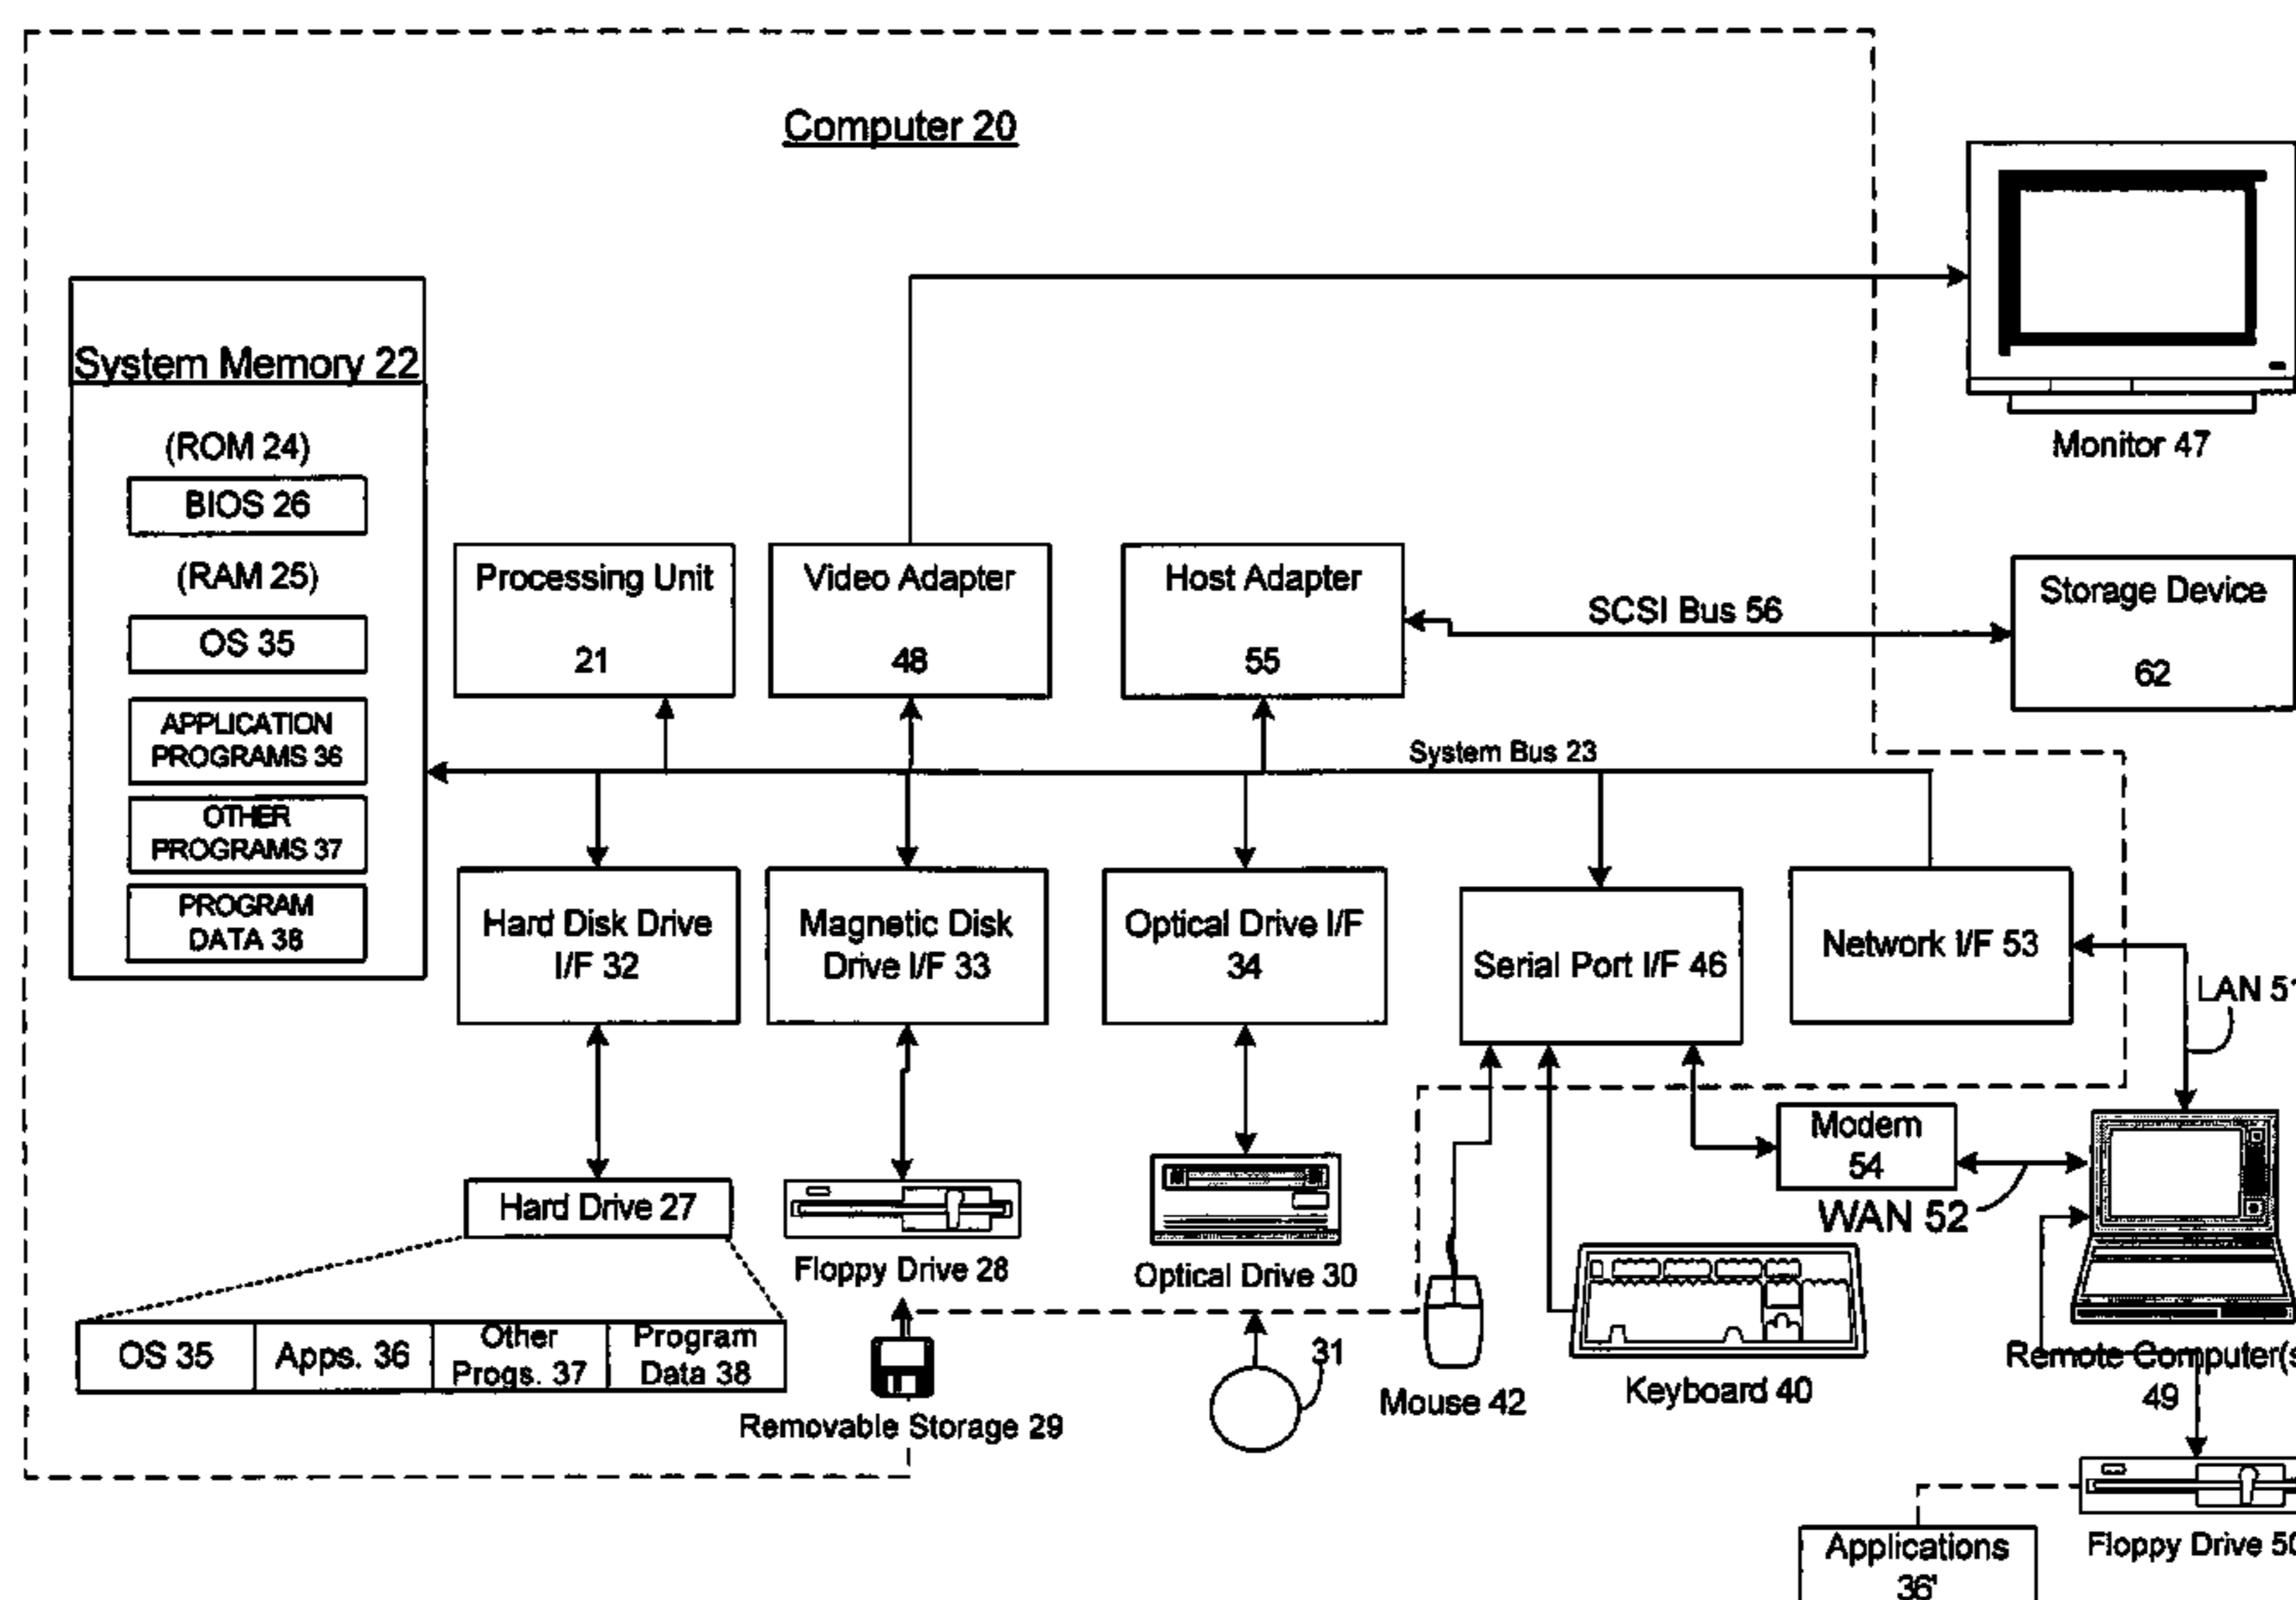 Computer 20
Monitor 47
System Memory 22
(ROM 24)
BIOS 26
(RAM 25)
OS 35
APPLICATION
PROGRAMS 36
OTHER
PROGRAMS 37
PROGRAM
DATA 38
Processing Unit
21
Video Adapter
48
Host Adapter
55
SCSI Bus 56
Storage Device
62
System Bus 23
Hard Disk Drive
I/F 32
Magnetic Disk
Drive I/F 33
Optical Drive I/F
34
Serial Port I/F 46
Network I/F 53
LAN 51
Modem
54
WAN 52
Hard Drive 27
Floppy Drive 28
Optical Drive 30
OS 35
Apps. 36
Other
Progs. 37
Program
Data 38
Removable Storage 29
31
Mouse 42
Keyboard 40
Remote Computer(s
49
Floppy Drive 50
Applications
36'